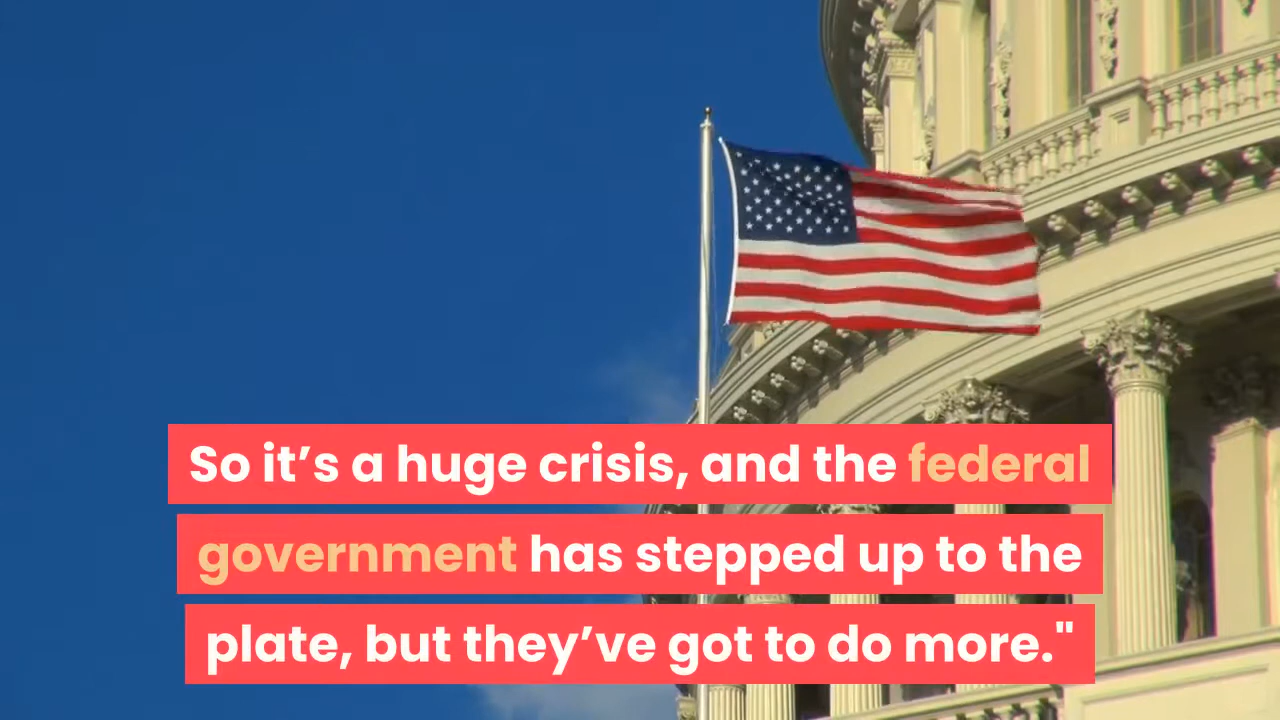 So it’s a huge crisis, and the federal
government has stepped up to the
plate, but they’ve got to do more."